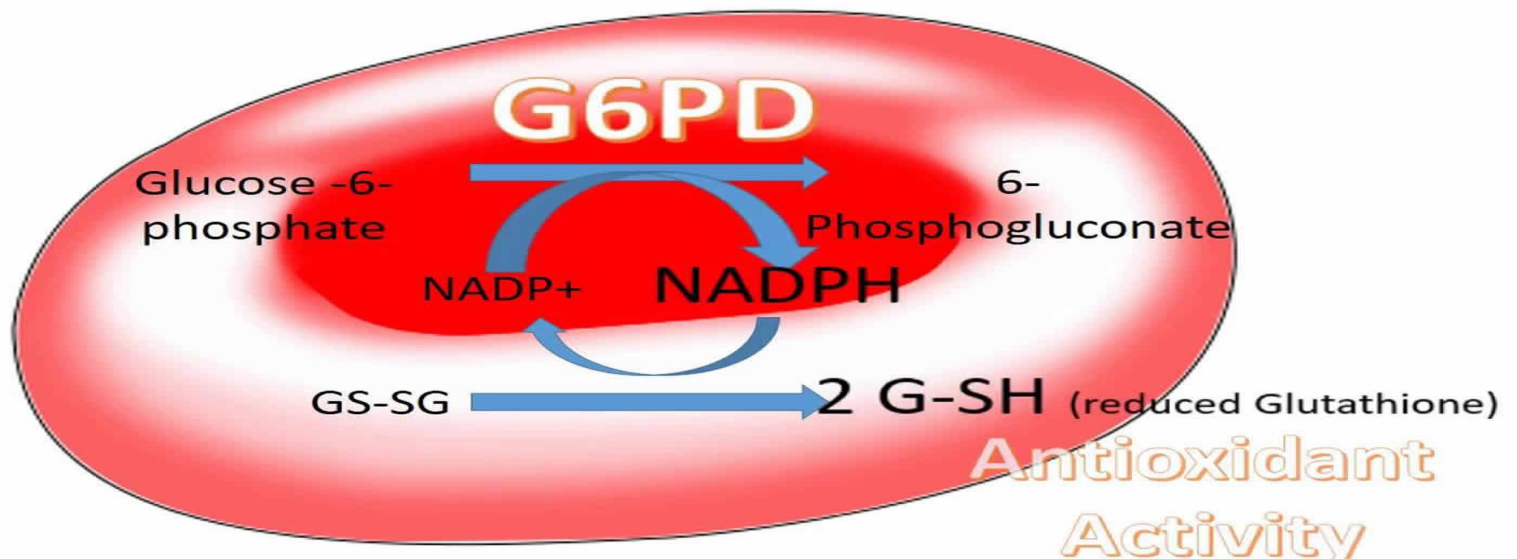 G6PD
Glucose -6-
phosphate
6-
Phosphogluconate
NADP+ NADPH
GS-SG 2 G-SH (reduced Glutathione)
Antioxidant
Activity